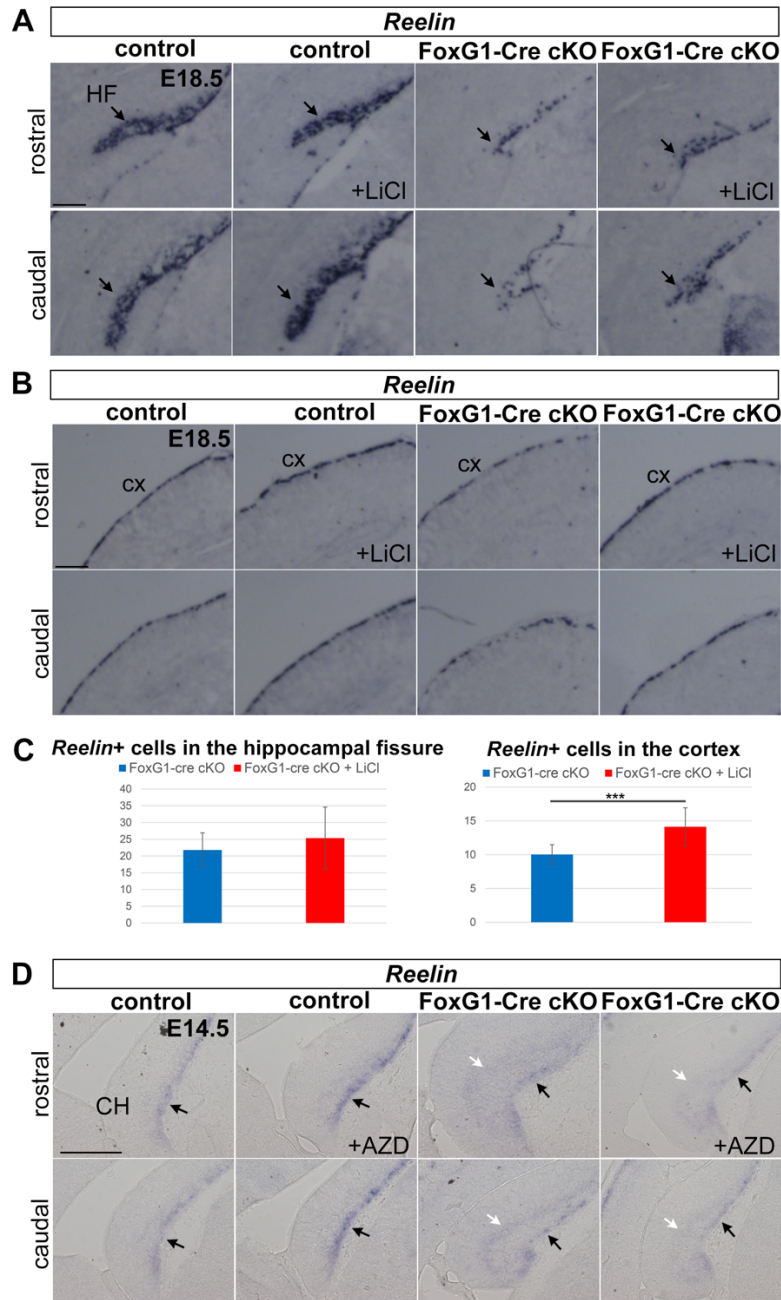 A
Reelin
control control FoxG1-Cre cKO FoxG1-Cre cKO
rostral
E18.5
HF
+LiCl
+LiCl
caudal
B
Reelin
control control FoxG1-Cre cKO FoxG1-Cre cKO
rostral
E18.5
cx
cx
cx
cx
+LiCl
+LiCl
caudal
C
Reelin+ cells in the hippocampal fissure
FoxG1-cre cKO FoxG1-cre cKO + LiCl
40
35
30
25
20
15
10
5
0
Reelin+ cells in the cortex
FoxG1-cre cKO FoxG1-cre cKO + LiCl
***
20
15
10
5
0
D
Reelin
control control FoxG1-Cre cKO FoxG1-Cre cKO
rostral
E14.5
CH
+AZD
+AZD
caudal